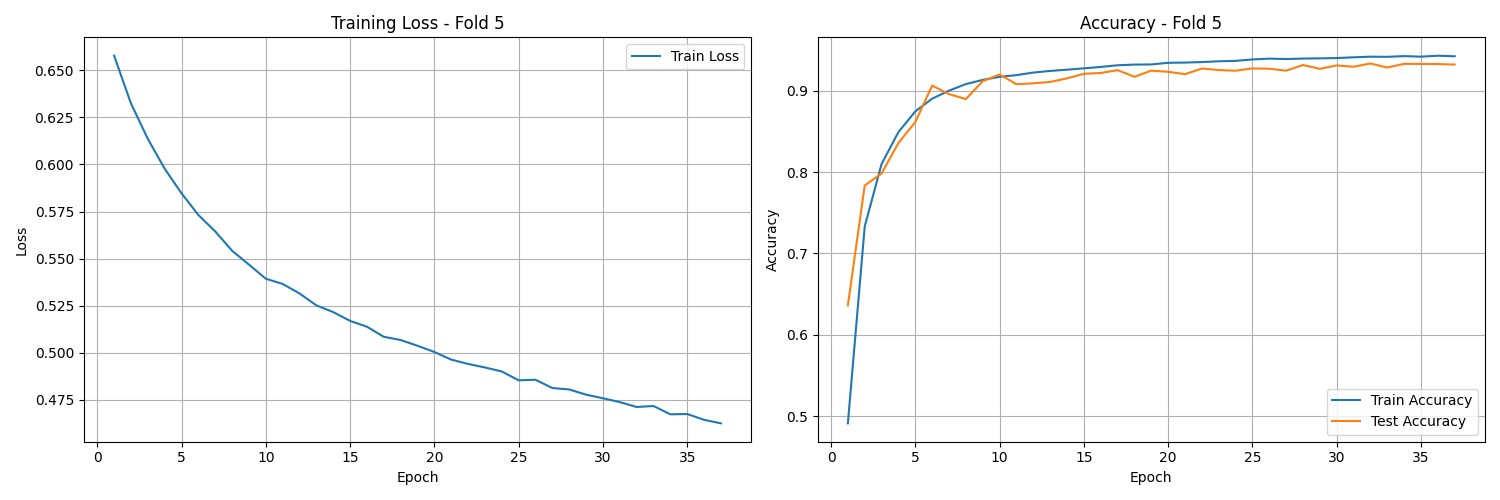 Training Loss - Fold 5
Train Loss
0.650
0.625
0.600
0.575
0.550
0.525
0.500
0.475
Loss
0 5 10 15 20 25 30 35
Epoch
Accuracy - Fold 5
0.9
0.8
0.7
0.6
0.5
Accuracy
Train Accuracy
Test Accuracy
0 5 10 15 20 25 30 35
Epoch